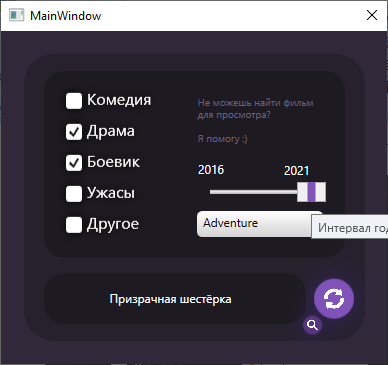 MainWindow
Комедия
Драма
Боевик
Ужасы
Другое
Не можешь найти фильм
для просмотра?
Я помогу :)
2016 2021
Adventure
Интервал
Призрачная шестёрка